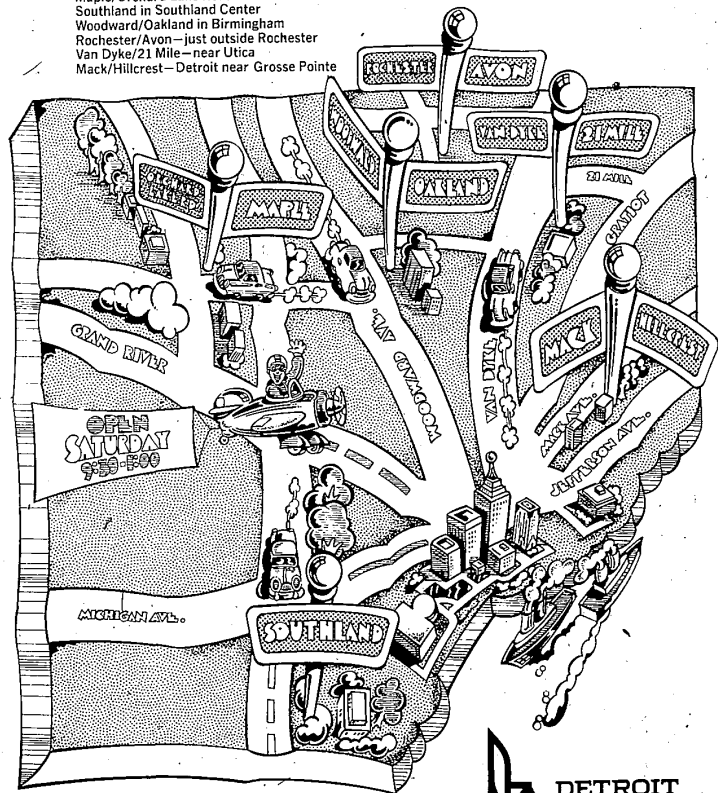 Southland in Southland Center
Woodward/Oakland in Birmingham
Rochester/Avon—just outside Rochester
Van Dyke/21 Mile—near Utica
Mack/Hillcrest—Detroit near Grosse Pointe
ROCHESTER AVON
VAN DYKE 21 MILE
WOODWARD OAKLAND
21 MILE
ORCHARD LAKE MAPLE
GRATIOT
MACK HILLCREST
GRAND RIVER
WOODWARD AVE.
VAN DYKE
MACK AVE.
JEFFERSON AVE.
OPEN
SATURDAY
9:30-1:00
MICHIGAN AVE.
SOUTHLAND
DETROIT